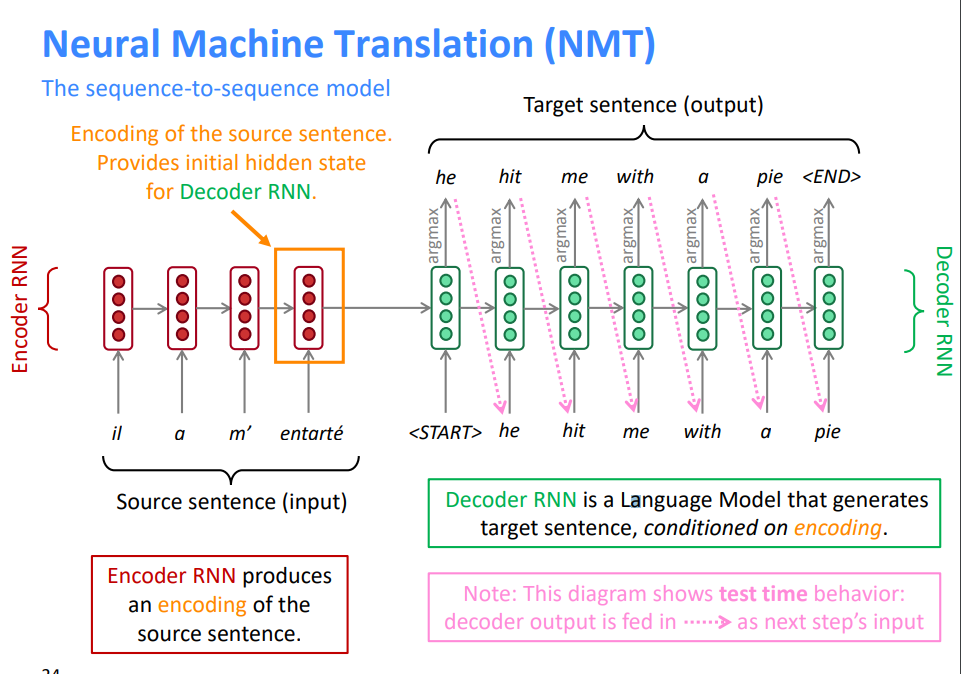 Neural Machine Translation (NMT)
The sequence-to-sequence model
Target sentence (output)
Encoding of the source sentence.
Provides initial hidden state
for Decoder RNN.
he hit me with a pie <END>
argmax argmax argmax argmax argmax argmax argmax
Encoder RNN
Decoder RNN
il a m’ entarté
<START> he hit me with a pie
Source sentence (input)
Decoder RNN is a Language Model that generates
target sentence, conditioned on encoding.
Encoder RNN produces
an encoding of the
source sentence.
Note: This diagram shows test time behavior:
decoder output is fed in as next step’s input